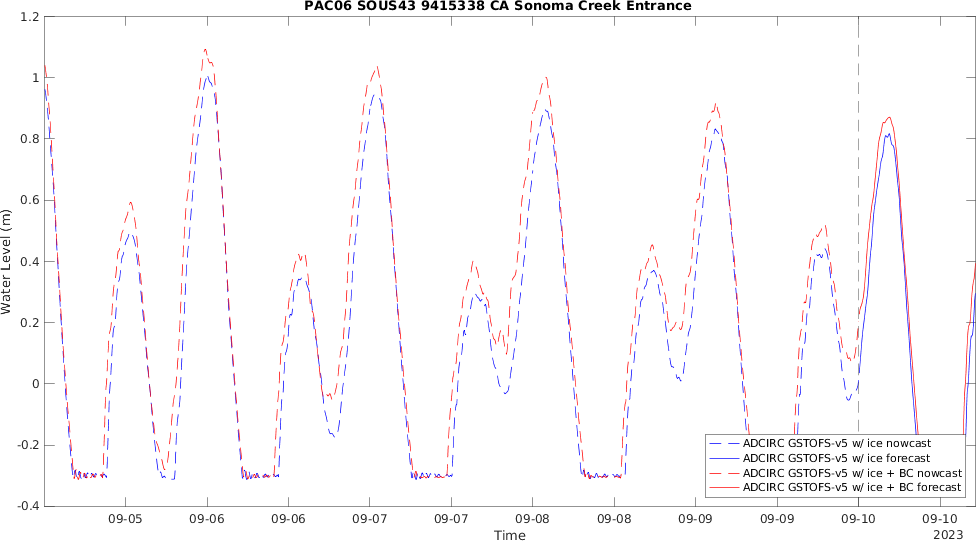 PAC06 SOUS43 9415338 CA Sonoma Creek Entrance
1.2
1
0.8
0.6
0.4
0.2
0
-0.2
-0.4
Water Level (m)
ADCIRC GSTOFS-v5 w/ ice nowcast
ADCIRC GSTOFS-v5 w/ ice forecast
ADCIRC GSTOFS-v5 w/ ice + BC nowcast
ADCIRC GSTOFS-v5 w/ ice + BC forecast
09-05 09-06 09-06 09-07 09-07 09-08 09-08 09-09 09-09 09-10 09-10
Time
2023